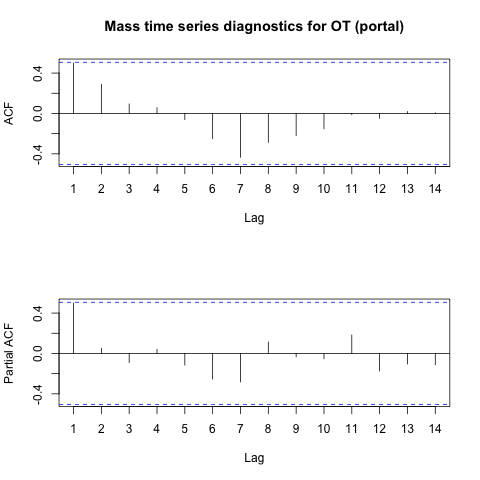 Mass time series diagnostics for OT (portal)
ACF
0.4
0.0
-0.4
1 2 3 4 5 6 7 8 9 10 11 12 13 14
Lag
Partial ACF
0.4
0.0
-0.4
1 2 3 4 5 6 7 8 9 10 11 12 13 14
Lag